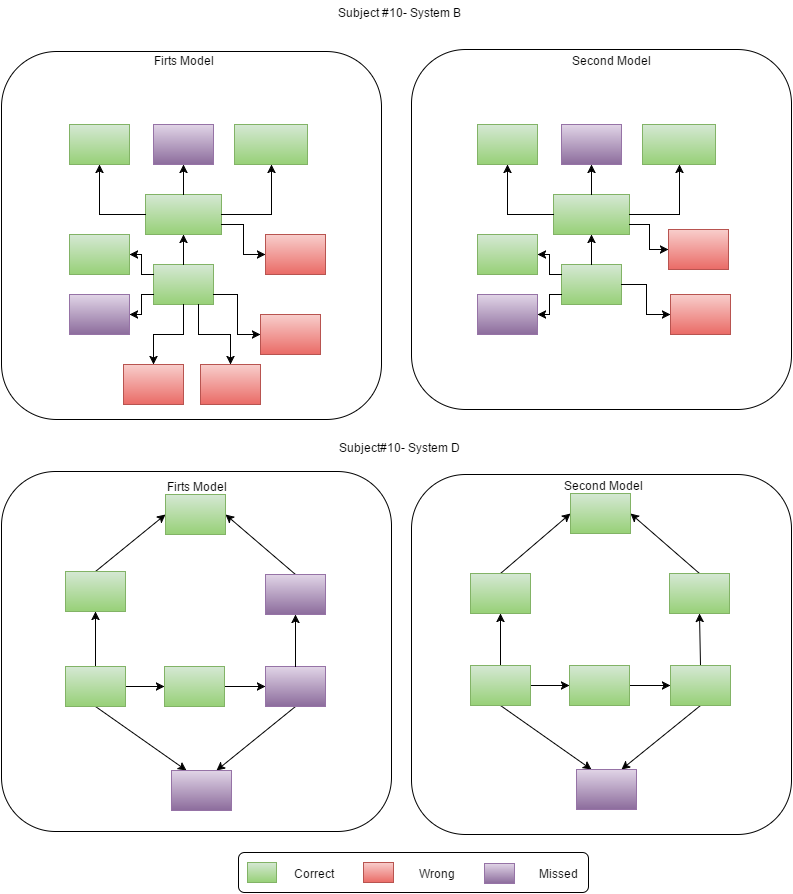 Subject #10- System B
Firts Model
Second Model
Subject#10- System D
Firts Model
Second Model
Correct
Wrong
Missed